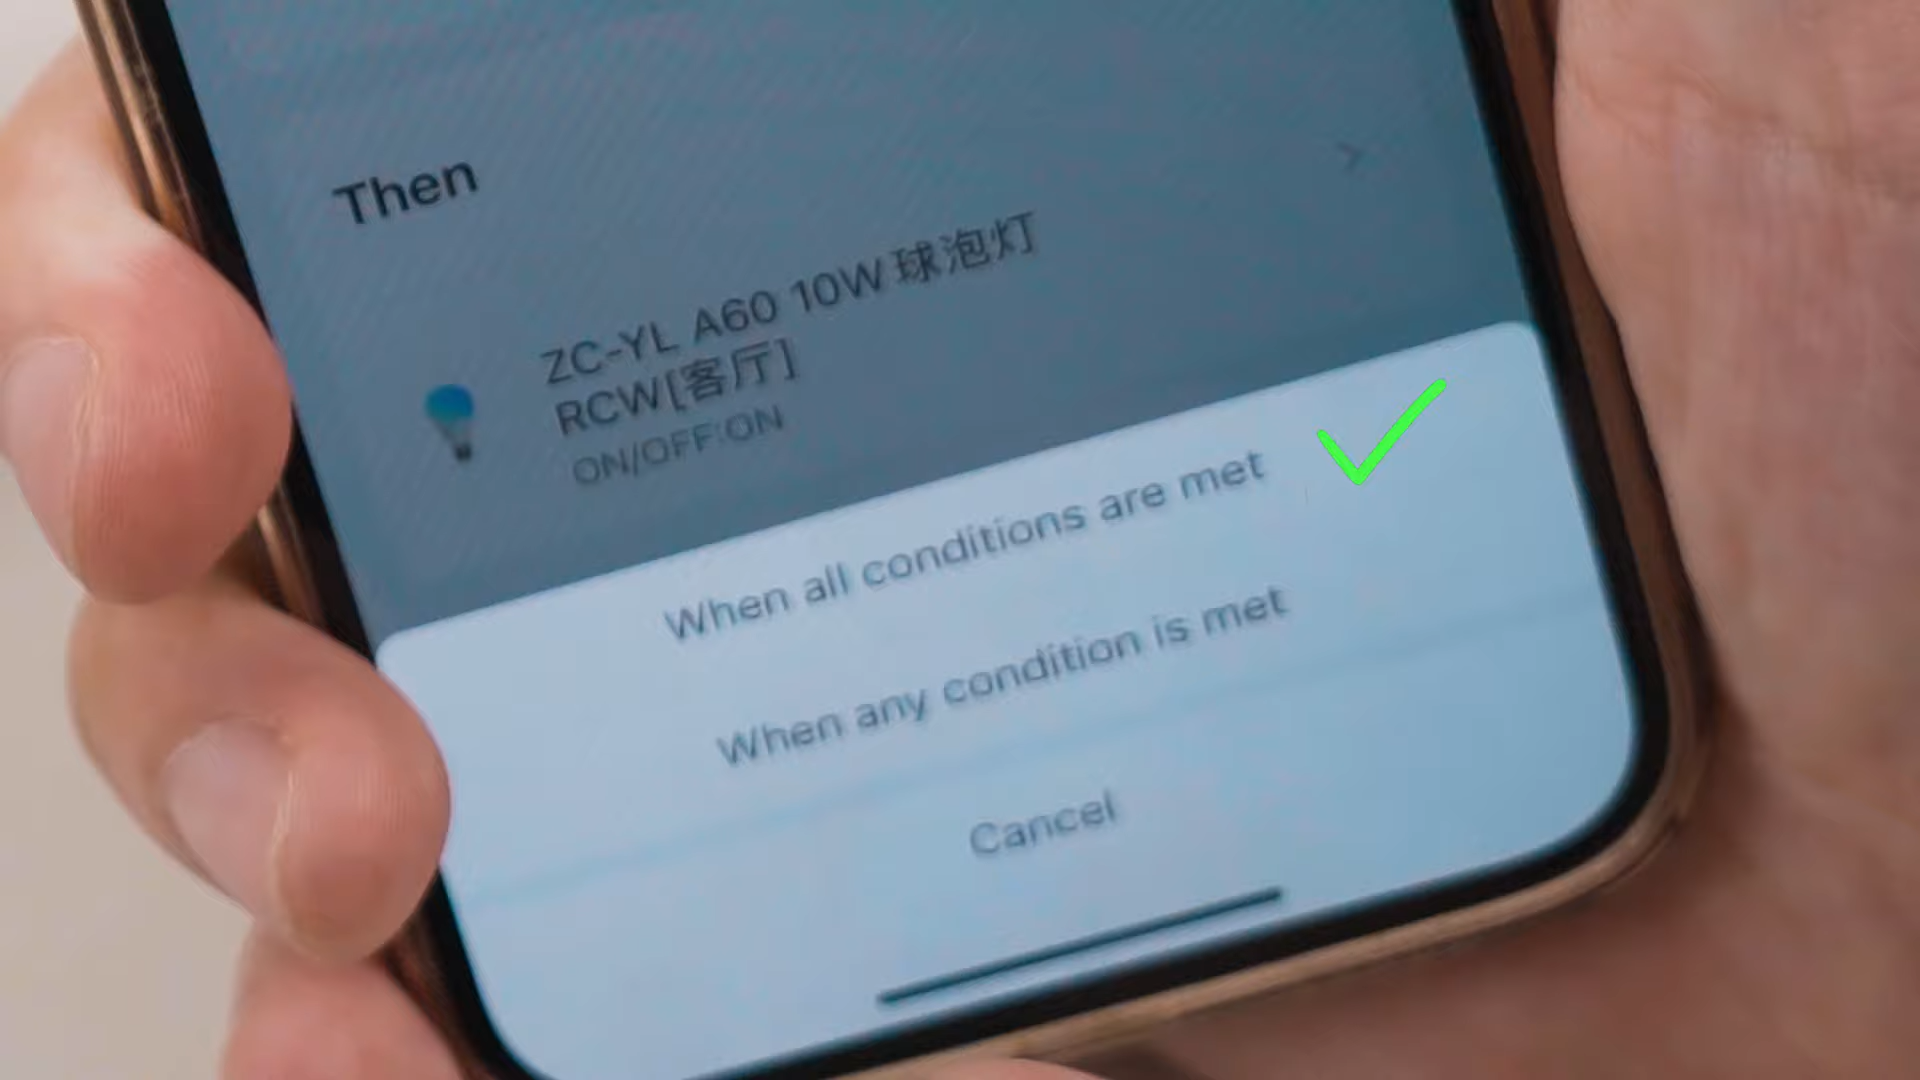 Then
ZC-YL A60 10W 球泡灯
RCW[客厅]
ON/OFF:ON
When all conditions are met
When any condition is met
Cancel